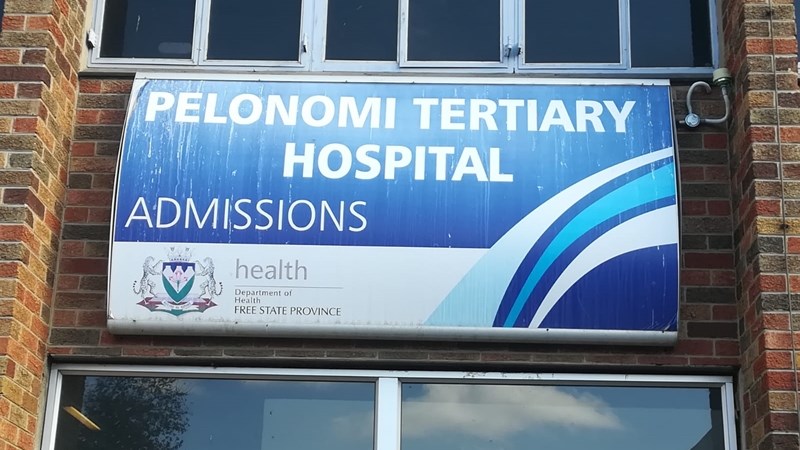 PELONOMI TERTIARY
HOSPITAL
ADMISSIONS
health
Department of
Health
FREE STATE PROVINCE